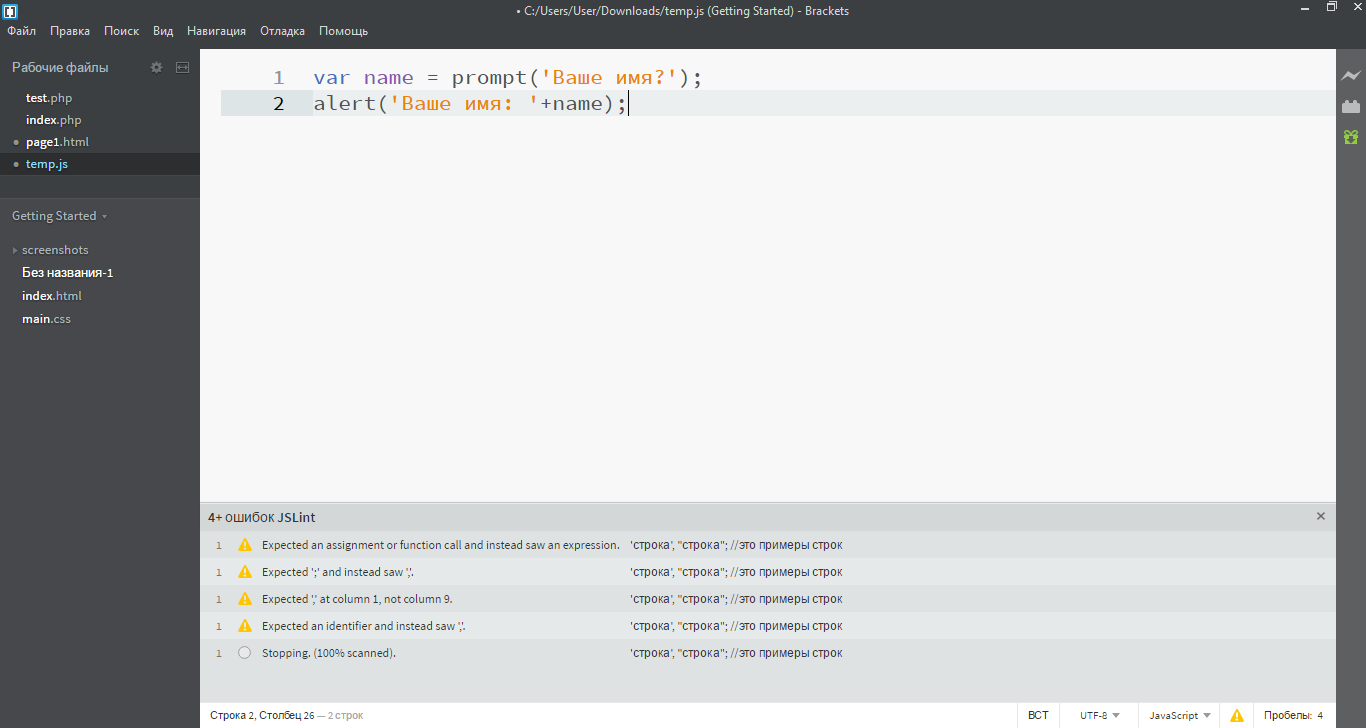 • C:/Users/User/Downloads/temp.js (Getting Started) - Brackets
Файл Правка Поиск Вид Навигация Отладка Помощь
Рабочие файлы
test.php
index.php
page1.html
temp.js
Getting Started
screenshots
Без названия-1
index.html
main.css
1 var name = prompt('Ваше имя?');
2 alert('Ваше имя: '+name);
4+ ошибок JSLint
1 Expected an assignment or function call and instead saw an expression. 'строка', "строка"; //это примеры строк
1 Expected ';' and instead saw ','. 'строка', "строка"; //это примеры строк
1 Expected ',' at column 1, not column 9. 'строка', "строка"; //это примеры строк
1 Expected an identifier and instead saw ','. 'строка', "строка"; //это примеры строк
1 Stopping. (100% scanned). 'строка', "строка"; //это примеры строк
Строка 2, Столбец 26 — 2 строк ВСТ UTF-8 JavaScript Пробелы: 4